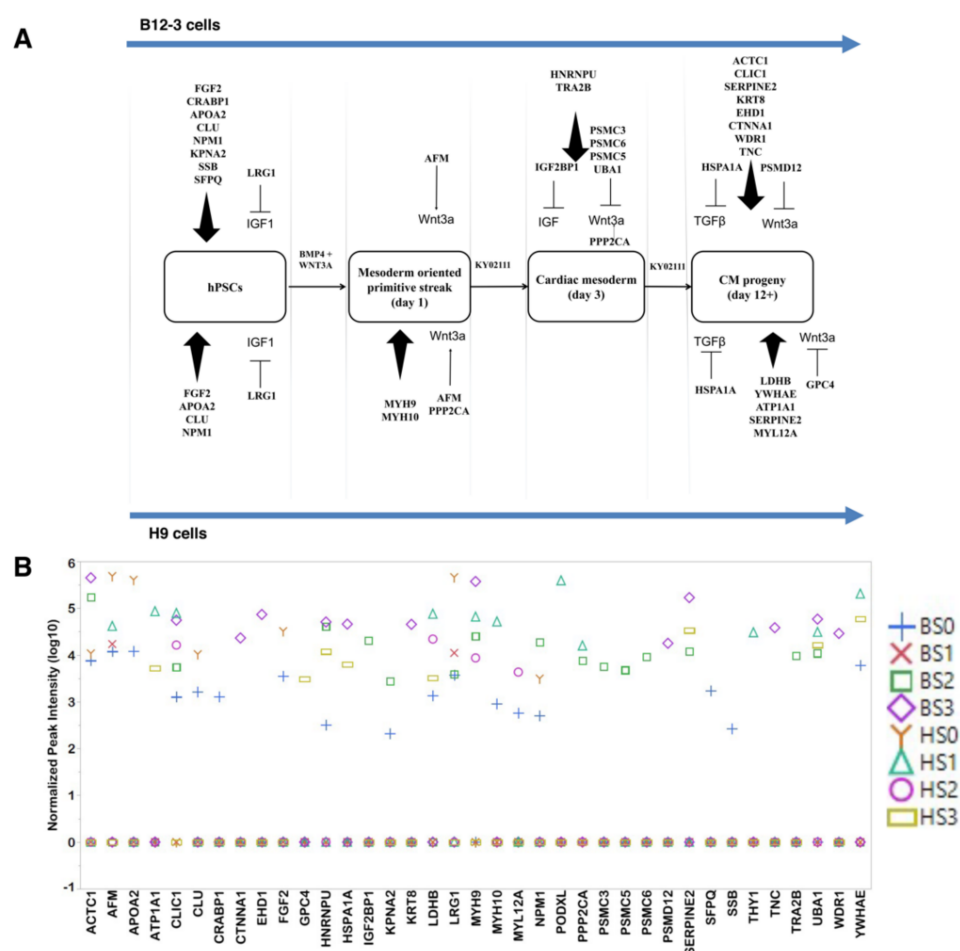 B12-3 cells
A
FGF2
CRABP1
APOA2
CLU
NPM1
KPNA2
SSB
SFPQ
LRG1
IGF1
AFM
Wnt3a
HNRNPU
TRA2B
IGF2BP1
IGF
PSMC3
PSMC6
PSMC5
UBA1
Wnt3a
PPP2CA
ACTC1
CLIC1
SERPINE2
KRT8
EHD1
CTNNA1
WDR1
TNC
HSPA1A
TGFβ
PSMD12
Wnt3a
hPSCs
BMP4 +
WNT3A
Mesoderm oriented
primitive streak
(day 1)
KY02111
Cardiac mesoderm
(day 3)
KY02111
CM progeny
(day 12+)
FGF2
APOA2
CLU
NPM1
IGF1
LRG1
MYH9
MYH10
Wnt3a
AFM
PPP2CA
TGFβ
HSPA1A
LDHB
YWHAE
ATP1A1
SERPINE2
MYL12A
Wnt3a
GPC4
H9 cells
B
Normalized Peak Intensity (log10)
6
5
4
3
2
1
0
-1
ACTC1
AFM
APOA2
ATP1A1
CLIC1
CLU
CRABP1
CTNNA1
EHD1
FGF2
GPC4
HNRNPU
HSPA1A
IGF2BP1
KPNA2
KRT8
LDHB
LRG1
MYH9
MYH10
MYL12A
NPM1
PODXL
PPP2CA
PSMC3
PSMC5
PSMC6
PSMD12
SERPINE2
SFPQ
SSB
THY1
TNC
TRA2B
UBA1
WDR1
YWHAE
BS0
BS1
BS2
BS3
HS0
HS1
HS2
HS3